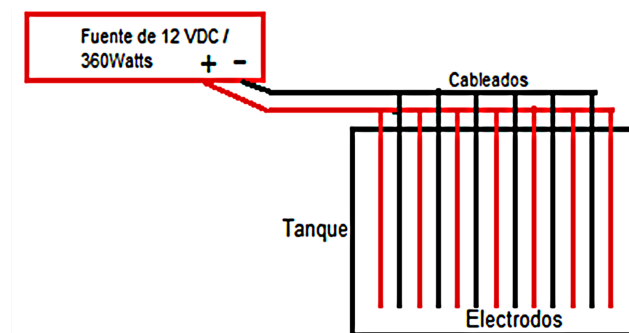 Fuente de 12 VDC /
360Watts
+ -
Cableados
Tanque
Electrodos